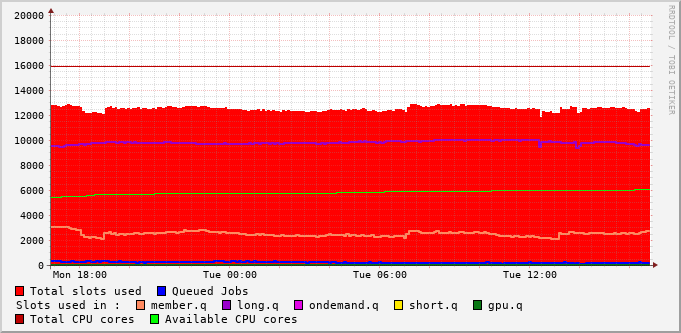 20000
18000
16000
14000
12000
10000
8000
6000
4000
2000
0
Mon 18:00 Tue 00:00 Tue 06:00 Tue 12:00
RRDTOOL / TOBI OETIKER
Total slots used Queued Jobs
Slots used in : member.q long.q ondemand.q short.q gpu.q
Total CPU cores Available CPU cores